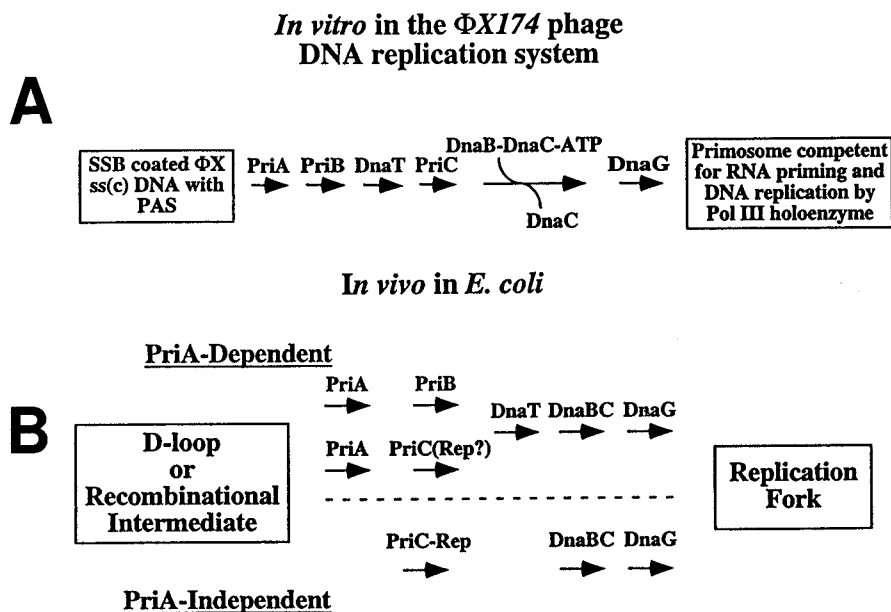 In vitro in the ΦX174 phage
DNA replication system
A
SSB coated ΦX
ss(c) DNA with
PAS
PriA PriB DnaT PriC
DnaB-DnaC-ATP
DnaC
DnaG
Primosome competent
for RNA priming and
DNA replication by
Pol III holoenzyme
In vivo in E. coli
PriA-Dependent
B
D-loop
or
Recombinational
Intermediate
PriA PriB
PriA PriC(Rep?)
DnaT DnaBC DnaG
PriC-Rep DnaBC DnaG
Replication
Fork
PriA-Independent